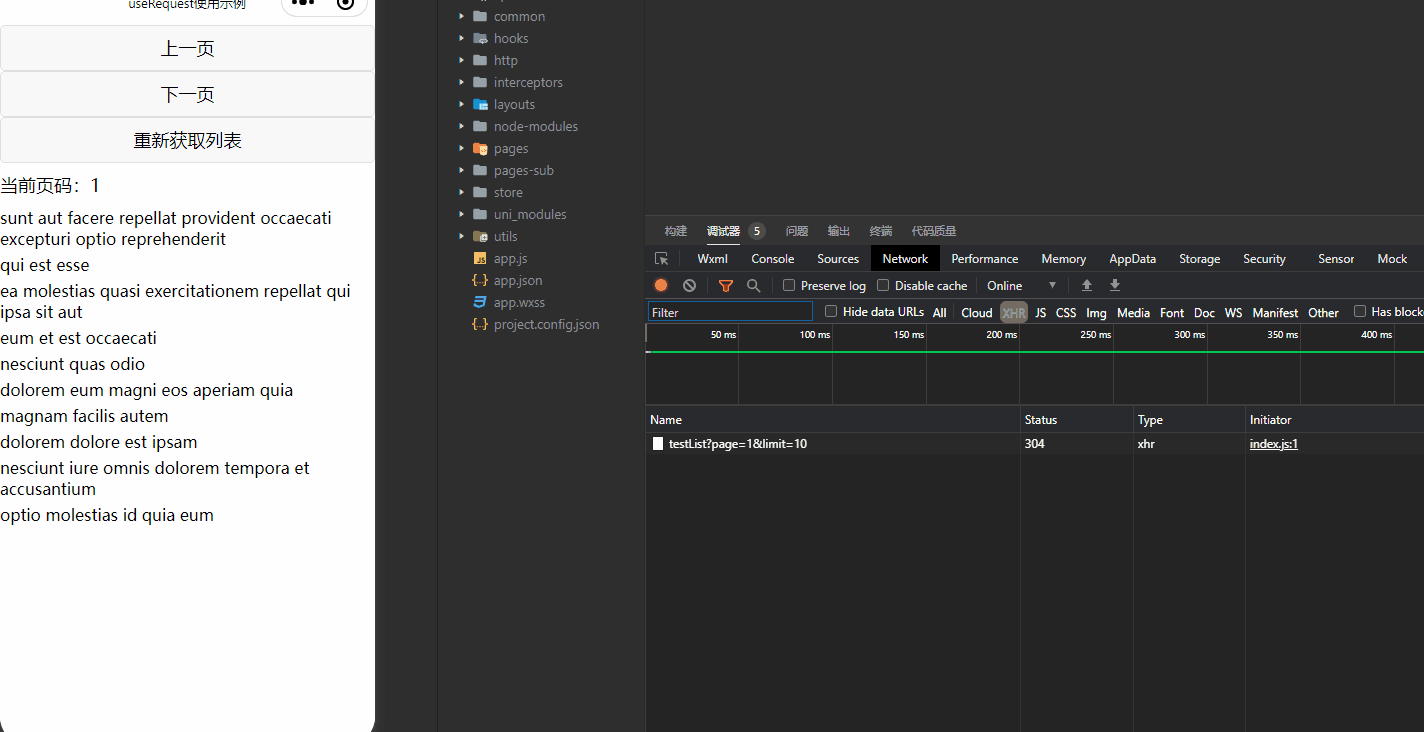 useRequest使用示例
上一页
下一页
重新获取列表
当前页码：1
sunt aut facere repellat provident occaecati
excepturi optio reprehenderit
qui est esse
ea molestias quasi exercitationem repellat qui
ipsa sit aut
eum et est occaecati
nesciunt quas odio
dolorem eum magni eos aperiam quia
magnam facilis autem
dolorem dolore est ipsam
nesciunt iure omnis dolorem tempora et
accusantium
optio molestias id quia eum
common
hooks
http
interceptors
layouts
node-modules
pages
pages-sub
store
uni_modules
utils
app.js
app.json
app.wxss
project.config.json
构建 调试器 5 问题 输出 终端 代码质量
Wxml Console Sources Network Performance Memory AppData Storage Security Sensor Mock
Preserve log Disable cache Online
Filter Hide data URLs All Cloud XHR JS CSS Img Media Font Doc WS Manifest Other Has block
50 ms 100 ms 150 ms 200 ms 250 ms 300 ms 350 ms 400 ms
Name Status Type Initiator
testList?page=1&limit=10 304 xhr index.js:1